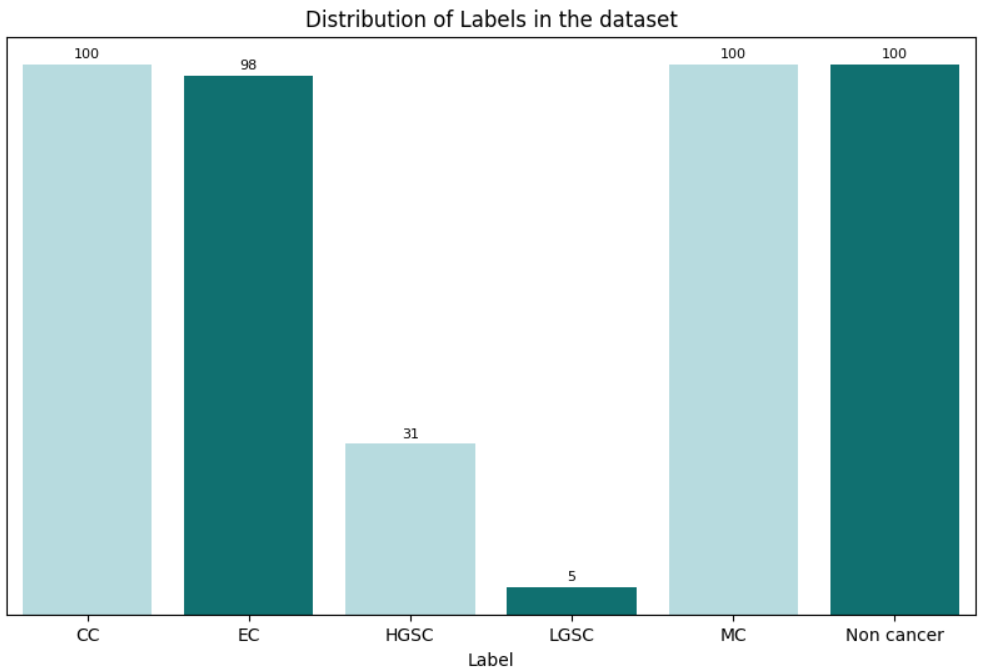 Distribution of Labels in the dataset
100
98
31
5
100
100
CC
EC
HGSC
LGSC
MC
Non cancer
Label